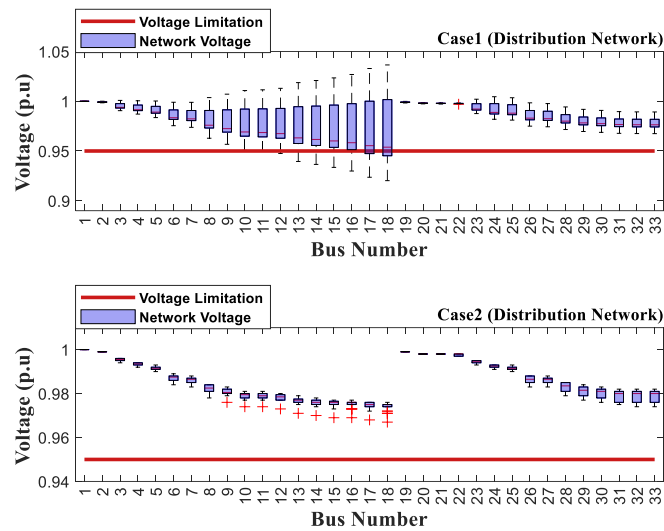 Voltage Limitation
Network Voltage
Case1 (Distribution Network)
1.05
1
0.95
0.9
Voltage (p.u)
1 2 3 4 5 6 7 8 9 10 11 12 13 14 15 16 17 18 19 20 21 22 23 24 25 26 27 28 29 30 31 32 33
Bus Number
Voltage Limitation
Network Voltage
Case2 (Distribution Network)
1
0.98
0.96
0.94
Voltage (p.u)
1 2 3 4 5 6 7 8 9 10 11 12 13 14 15 16 17 18 19 20 21 22 23 24 25 26 27 28 29 30 31 32 33
Bus Number